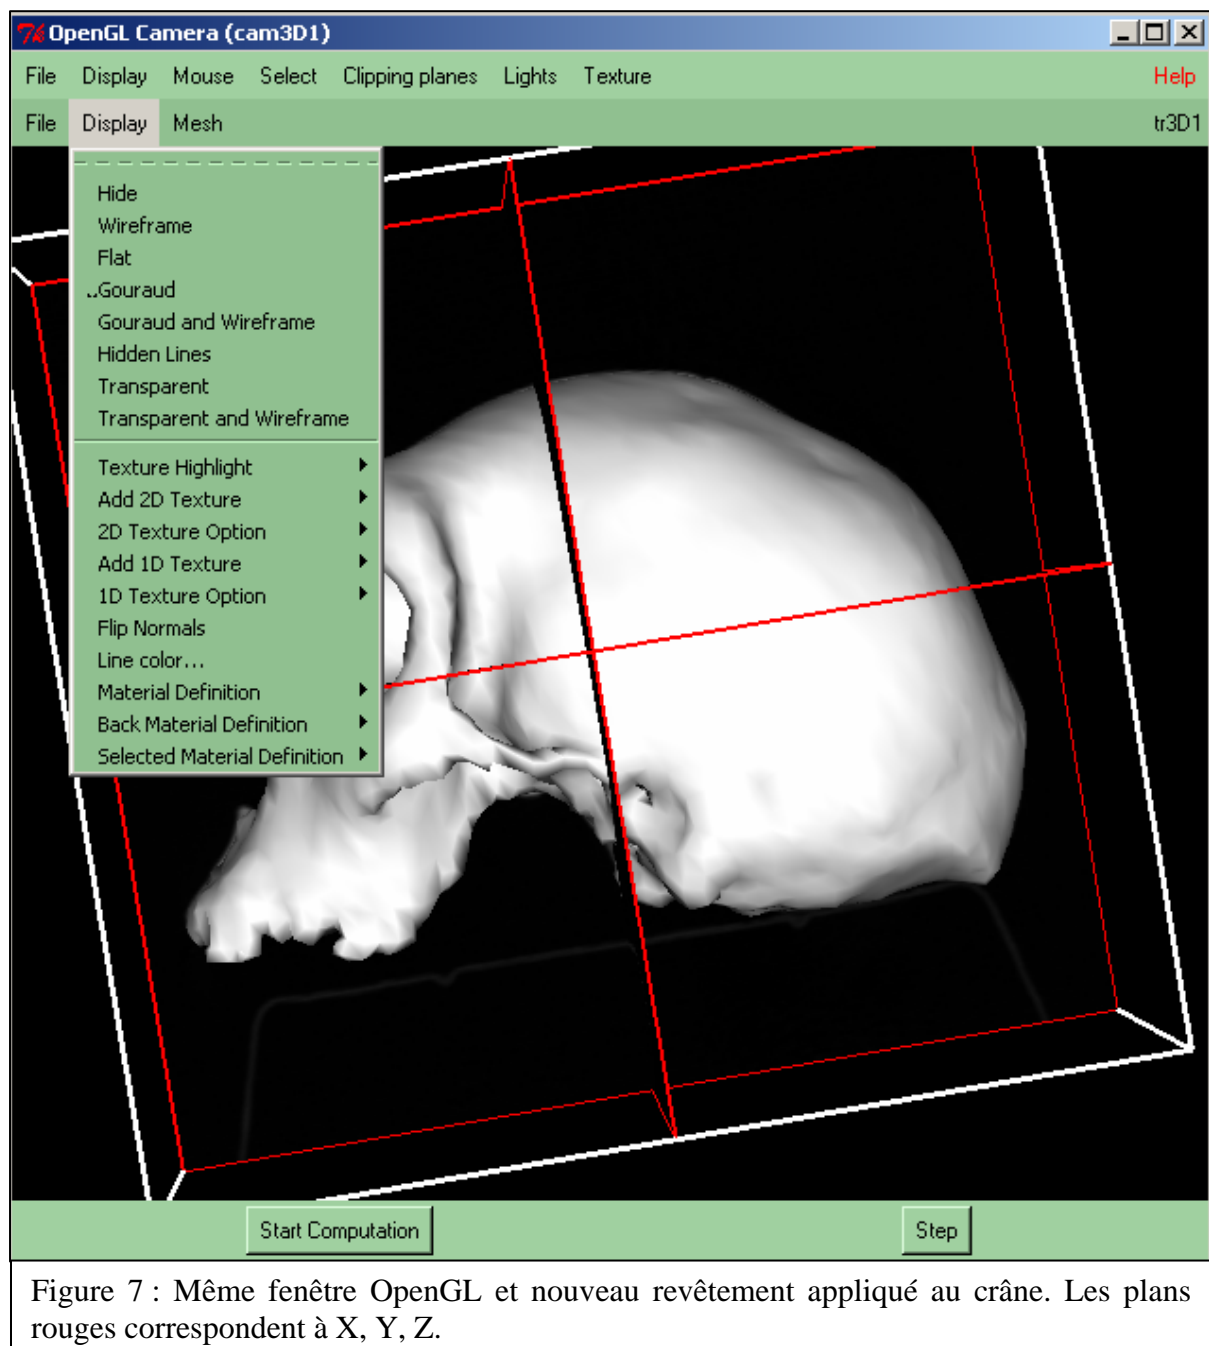 OpenGL Camera (cam3D1)
File Display Mouse Select Clipping planes Lights Texture Help
File Display Mesh tr3D1
Hide
Wireframe
Flat
..Gouraud
Gouraud and Wireframe
Hidden Lines
Transparent
Transparent and Wireframe
Texture Highlight
Add 2D Texture
2D Texture Option
Add 1D Texture
1D Texture Option
Flip Normals
Line color...
Material Definition
Back Material Definition
Selected Material Definition
Start Computation Step
Figure 7 : Même fenêtre OpenGL et nouveau revêtement appliqué au crâne. Les plans
rouges correspondent à X, Y, Z.